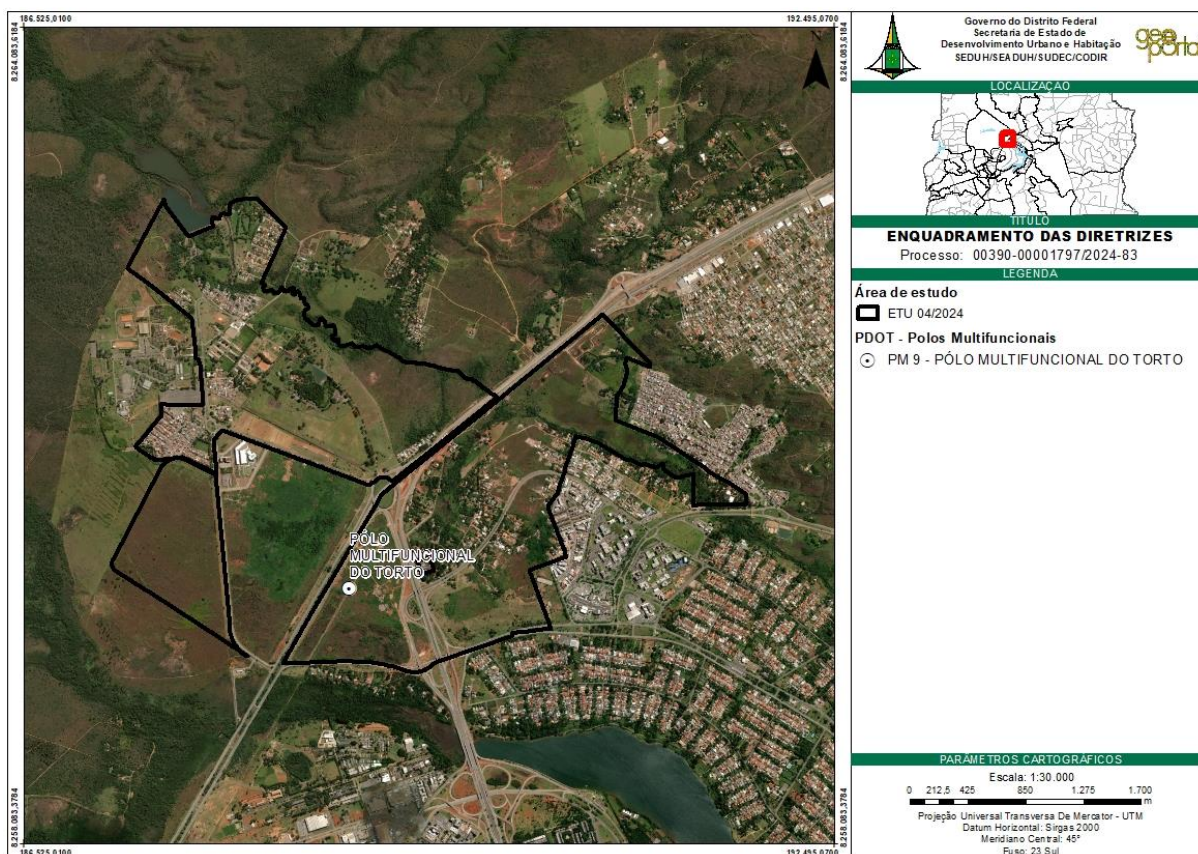 186.525,0100
192.495,0700
8.264.083,6184
8.264.083,6184
PÓLO
MULTIFUNCIONAL
DO TORTO
8.258.083,3784
8.258.083,3784
186.525,0100
192.495,0700
Governo do Distrito Federal
Secretaria de Estado de
Desenvolvimento Urbano e Habitação
SEDUH/SEADUH/SUDEC/CODIR
geo
porta
LOCALIZAÇÃO
TÍTULO
ENQUADRAMENTO DAS DIRETRIZES
Processo: 00390-00001797/2024-83
LEGENDA
Área de estudo
ETU 04/2024
PDOT - Polos Multifuncionais
PM 9 - PÓLO MULTIFUNCIONAL DO TORTO
PARÂMETROS CARTOGRÁFICOS
Escala: 1:30.000
0 212,5 425 850 1.275 1.700
m
Projeção Universal Transversa De Mercator - UTM
Datum Horizontal: Sirgas 2000
Meridiano Central: 45°
Fuso: 23 Sul